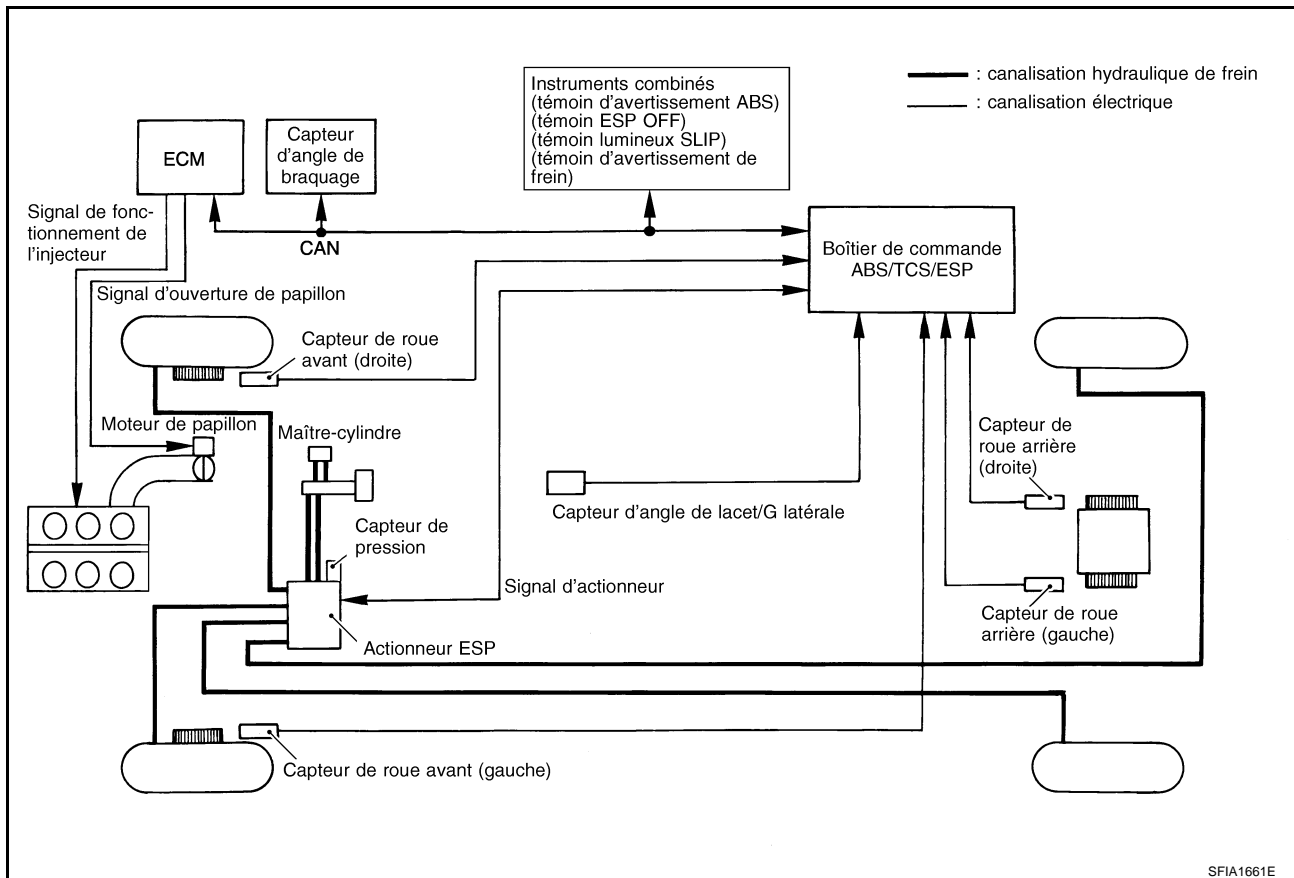 Instruments combinés
(témoin d'avertissement ABS)
(témoin ESP OFF)
(témoin lumineux SLIP)
(témoin d'avertissement de
frein)
: canalisation hydraulique de frein
: canalisation électrique
ECM
Capteur
d'angle de
braquage
Signal de fonc-
tionnement de
l'injecteur
CAN
Boîtier de commande
ABS/TCS/ESP
Signal d'ouverture de papillon
Capteur de roue
avant (droite)
Moteur de papillon
Maître-cylindre
Capteur de
roue arrière
(droite)
Capteur d'angle de lacet/G latérale
Capteur de
pression
Signal d'actionneur
Capteur de roue
arrière (gauche)
Actionneur ESP
Capteur de roue avant (gauche)
SFIA1661E